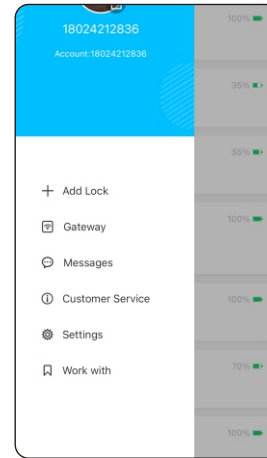 18024212836
Account:18024212836
100%
35%
55%
100%
100%
70%
100%
Add Lock
Gateway
Messages
Customer Service
Settings
Work with